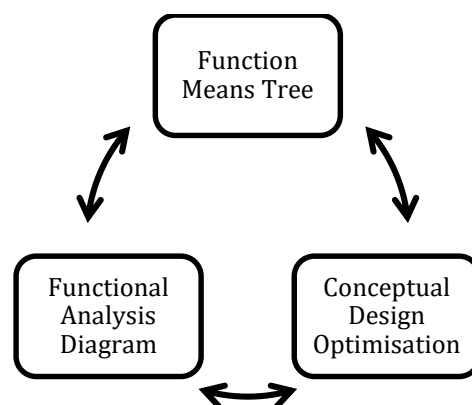 Function
Means Tree
Functional
Analysis
Diagram
Conceptual
Design
Optimisation